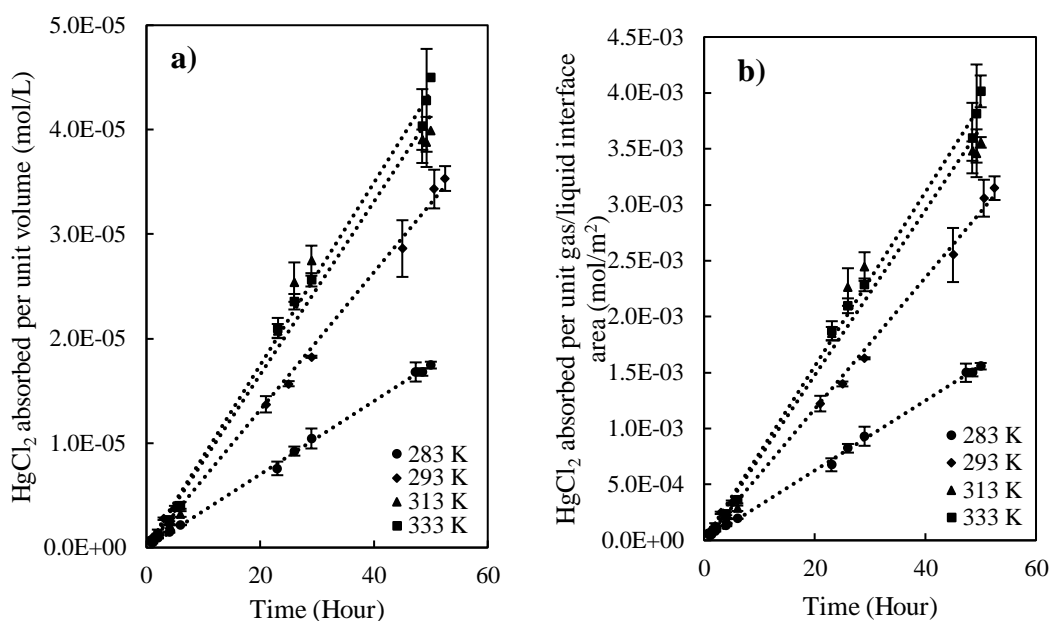 a)
HgCl2 absorbed per unit volume (mol/L)
5.0E-05
4.0E-05
3.0E-05
2.0E-05
1.0E-05
0.0E+00
283 K
293 K
313 K
333 K
0
20
40
60
Time (Hour)
b)
HgCl2 absorbed per unit gas/liquid interface
area (mol/m2)
4.5E-03
4.0E-03
3.5E-03
3.0E-03
2.5E-03
2.0E-03
1.5E-03
1.0E-03
5.0E-04
0.0E+00
283 K
293 K
313 K
333 K
0
20
40
60
Time (Hour)